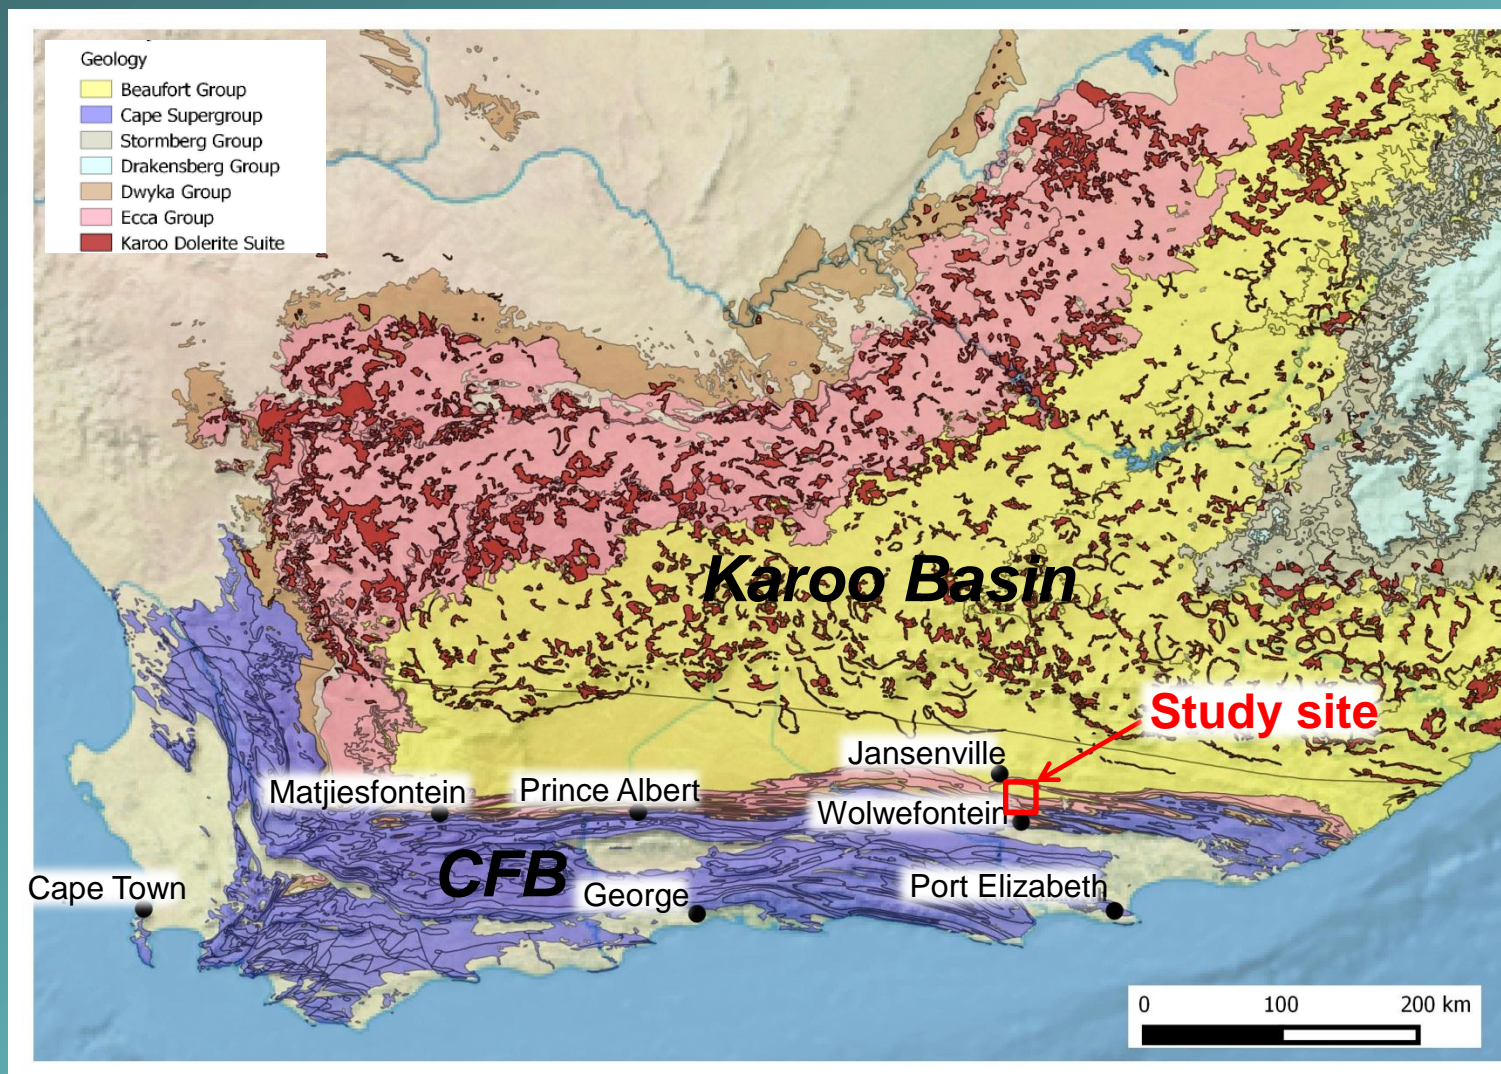 Geology
Beaufort Group
Cape Supergroup
Stormberg Group
Drakensberg Group
Dwyka Group
Ecca Group
Karoo Dolerite Suite
Karoo Basin
Study site
Jansenville
Matjiesfontein
Prince Albert
Wolwefontein
CFB
Cape Town
George
Port Elizabeth
0 100 200 km